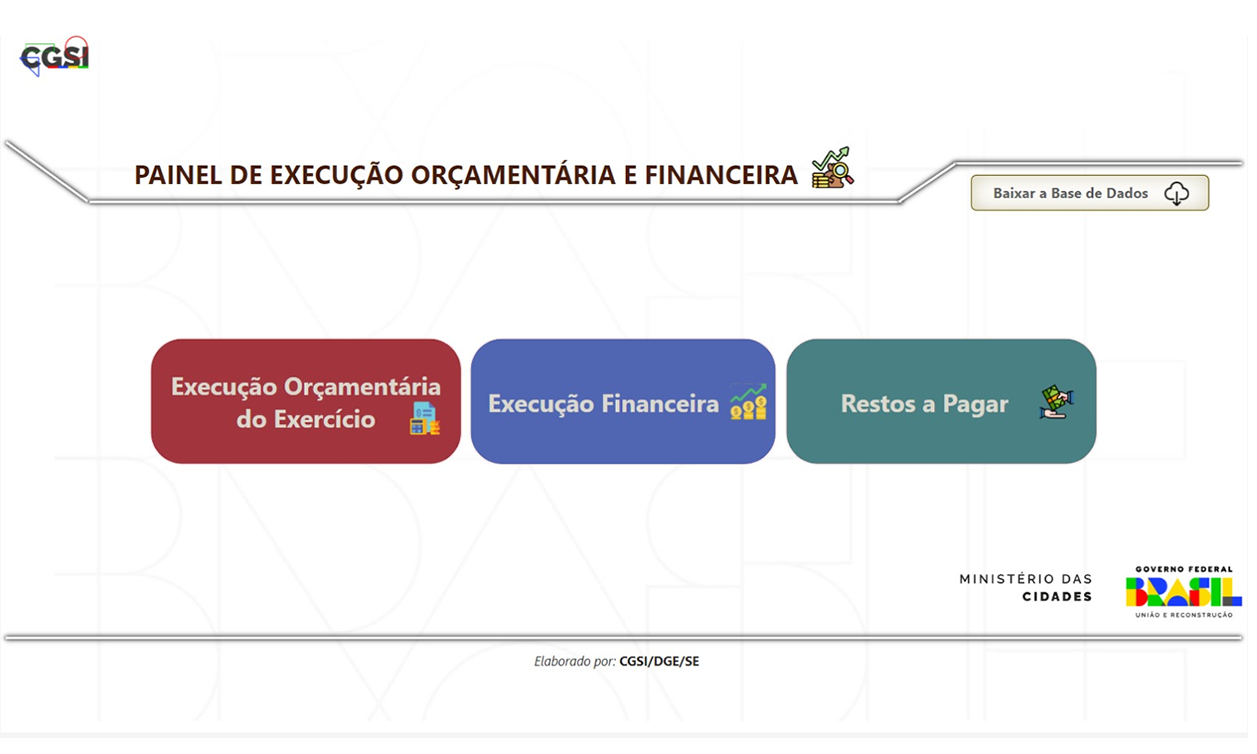 CGSI
PAINEL DE EXECUÇÃO ORÇAMENTÁRIA E FINANCEIRA
Baixar a Base de Dados
Execução Orçamentária
do Exercício
Execução Financeira
Restos a Pagar
MINISTÉRIO DAS
CIDADES
GOVERNO FEDERAL
BRASIL
UNIÃO E RECONSTRUÇÃO
Elaborado por: CGSI/DGE/SE